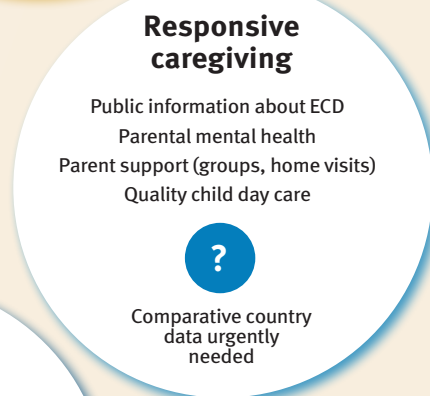 Responsive
caregiving
Public information about ECD
Parental mental health
Parent support (groups, home visits)
Quality child day care
?
Comparative country
data urgently
needed